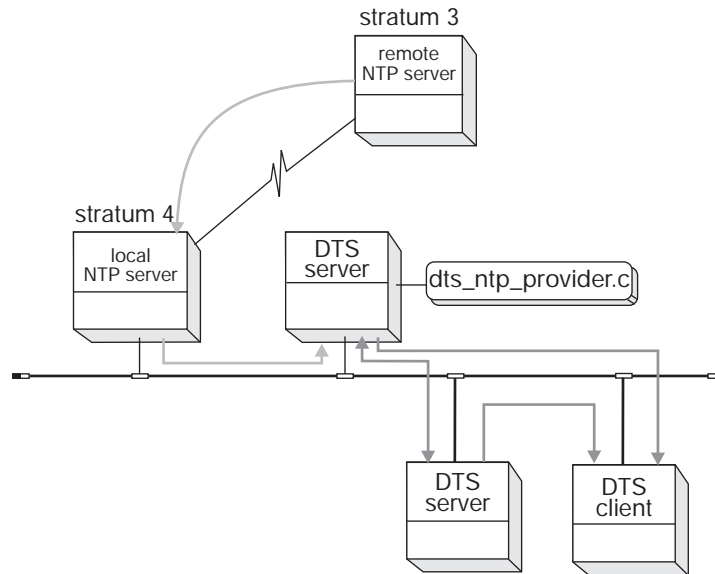 stratum 3
remote
NTP server
stratum 4
local
NTP server
DTS
server
dts_ntp_provider.c
DTS
server
DTS
client